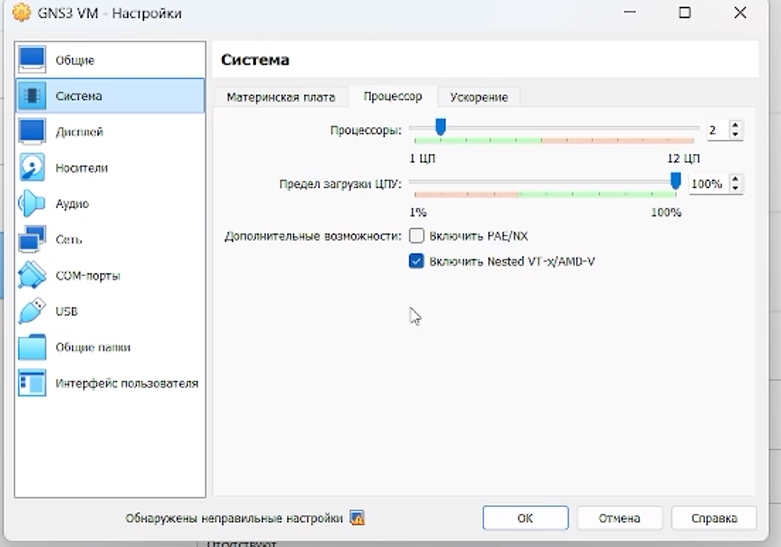 GNS3 VM - Настройки
Общие
Система
Дисплей
Носители
Аудио
Сеть
COM-порты
USB
Общие папки
Интерфейс пользователя
Система
Материнская плата Процессор Ускорение
Процессоры: 2
1 ЦП 12 ЦП
Предел загрузки ЦПУ: 100%
1% 100%
Дополнительные возможности: Включить PAE/NX
Включить Nested VT-x/AMD-V
Обнаружены неправильные настройки OK Отмена Справка
Отсутствуют